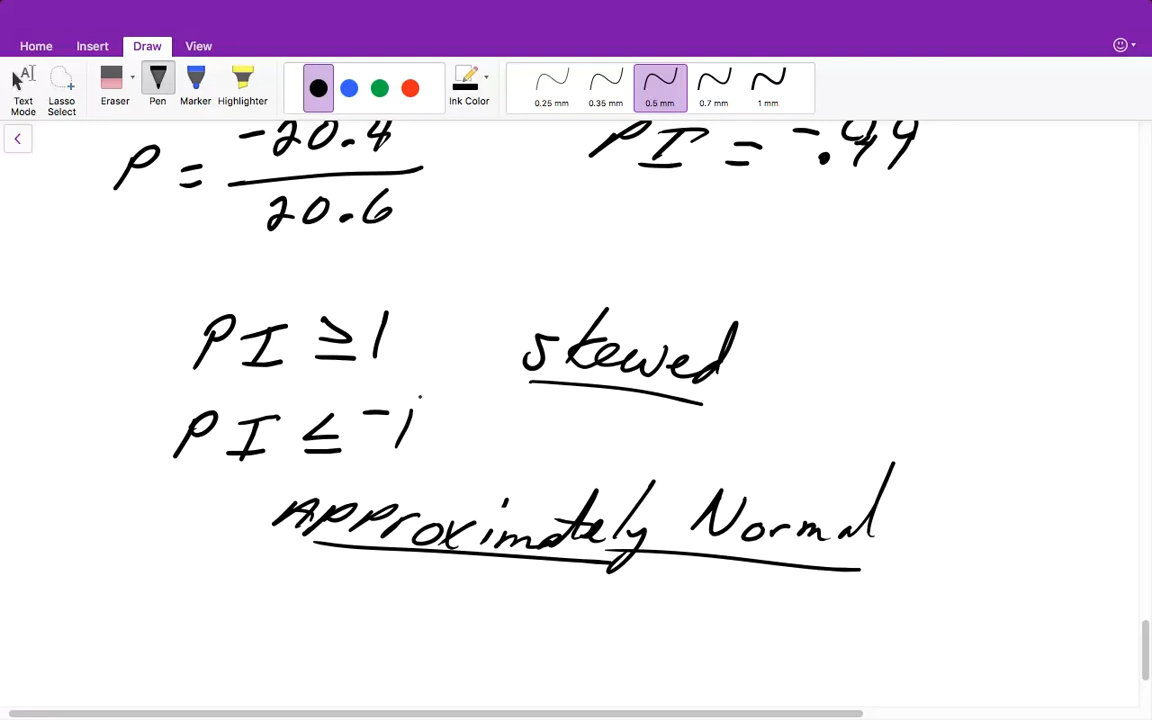 Home Insert Draw View
Text Mode
Lasso Select
Eraser
Pen
Marker
Highlighter
Ink Color
0.25 mm
0.35 mm
0.5 mm
0.7 mm
1 mm
P = -20.4 / 20.6
PI = -.44
PI ≥ 1
skewed
PI ≤ -1
Approximately Normal